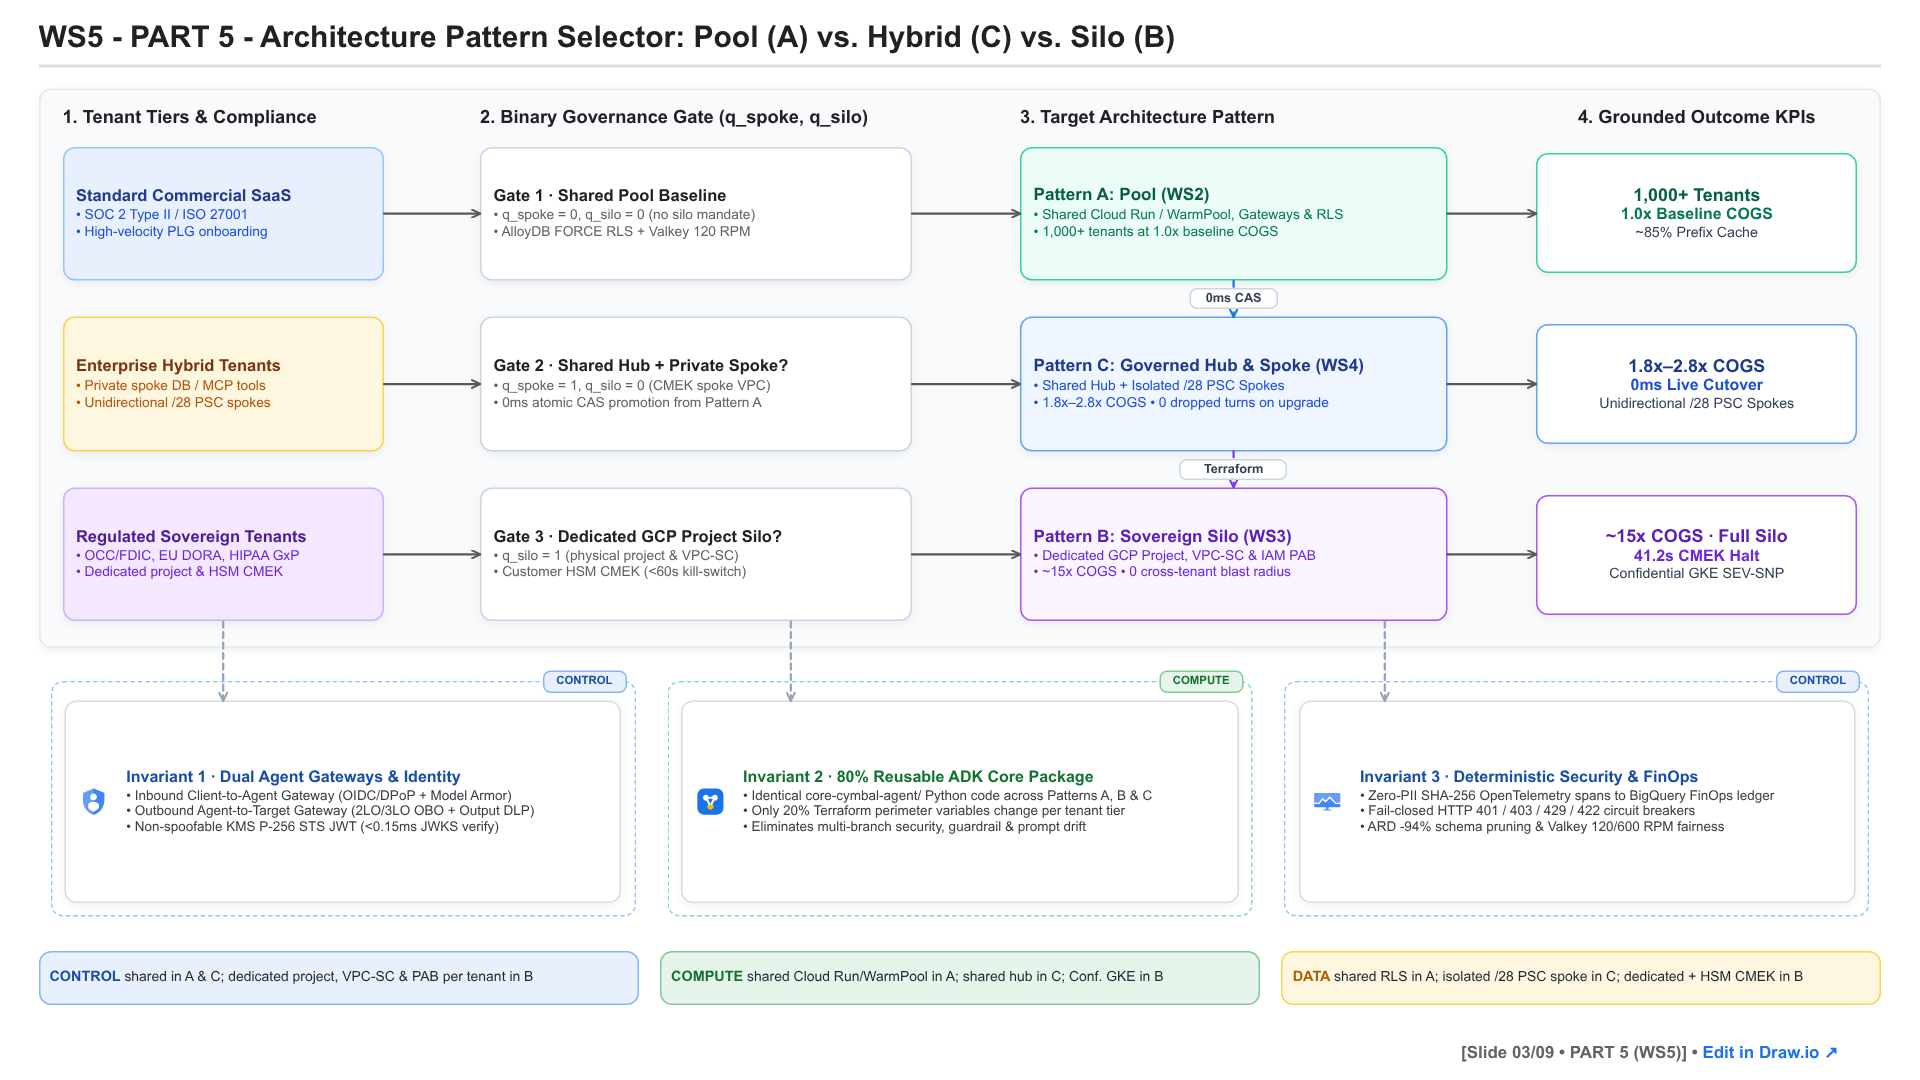 WS5 - PART 5 - Architecture Pattern Selector: Pool (A) vs. Hybrid (C) vs. Silo (B)
1. Tenant Tiers & Compliance
2. Binary Governance Gate (q_spoke, q_silo)
3. Target Architecture Pattern
4. Grounded Outcome KPIs
Standard Commercial SaaS
• SOC 2 Type II / ISO 27001
• High-velocity PLG onboarding
Gate 1 · Shared Pool Baseline
• q_spoke = 0, q_silo = 0 (no silo mandate)
• AlloyDB FORCE RLS + Valkey 120 RPM
Pattern A: Pool (WS2)
• Shared Cloud Run / WarmPool, Gateways & RLS
• 1,000+ tenants at 1.0x baseline COGS
1,000+ Tenants
1.0x Baseline COGS
~85% Prefix Cache
0ms CAS
Enterprise Hybrid Tenants
• Private spoke DB / MCP tools
• Unidirectional /28 PSC spokes
Gate 2 · Shared Hub + Private Spoke?
• q_spoke = 1, q_silo = 0 (CMEK spoke VPC)
• 0ms atomic CAS promotion from Pattern A
Pattern C: Governed Hub & Spoke (WS4)
• Shared Hub + Isolated /28 PSC Spokes
• 1.8x–2.8x COGS • 0 dropped turns on upgrade
1.8x–2.8x COGS
0ms Live Cutover
Unidirectional /28 PSC Spokes
Terraform
Regulated Sovereign Tenants
• OCC/FDIC, EU DORA, HIPAA GxP
• Dedicated project & HSM CMEK
Gate 3 · Dedicated GCP Project Silo?
• q_silo = 1 (physical project & VPC-SC)
• Customer HSM CMEK (<60s kill-switch)
Pattern B: Sovereign Silo (WS3)
• Dedicated GCP Project, VPC-SC & IAM PAB
• ~15x COGS • 0 cross-tenant blast radius
~15x COGS · Full Silo
41.2s CMEK Halt
Confidential GKE SEV-SNP
CONTROL
Invariant 1 · Dual Agent Gateways & Identity
• Inbound Client-to-Agent Gateway (OIDC/DPoP + Model Armor)
• Outbound Agent-to-Target Gateway (2LO/3LO OBO + Output DLP)
• Non-spoofable KMS P-256 STS JWT (<0.15ms JWKS verify)
COMPUTE
Invariant 2 · 80% Reusable ADK Core Package
• Identical core-cymbal-agent/ Python code across Patterns A, B & C
• Only 20% Terraform perimeter variables change per tenant tier
• Eliminates multi-branch security, guardrail & prompt drift
CONTROL
Invariant 3 · Deterministic Security & FinOps
• Zero-PII SHA-256 OpenTelemetry spans to BigQuery FinOps ledger
• Fail-closed HTTP 401 / 403 / 429 / 422 circuit breakers
• ARD -94% schema pruning & Valkey 120/600 RPM fairness
CONTROL shared in A & C; dedicated project, VPC-SC & PAB per tenant in B
COMPUTE shared Cloud Run/WarmPool in A; shared hub in C; Conf. GKE in B
DATA shared RLS in A; isolated /28 PSC spoke in C; dedicated + HSM CMEK in B
[Slide 03/09 • PART 5 (WS5)] • Edit in Draw.io ↗